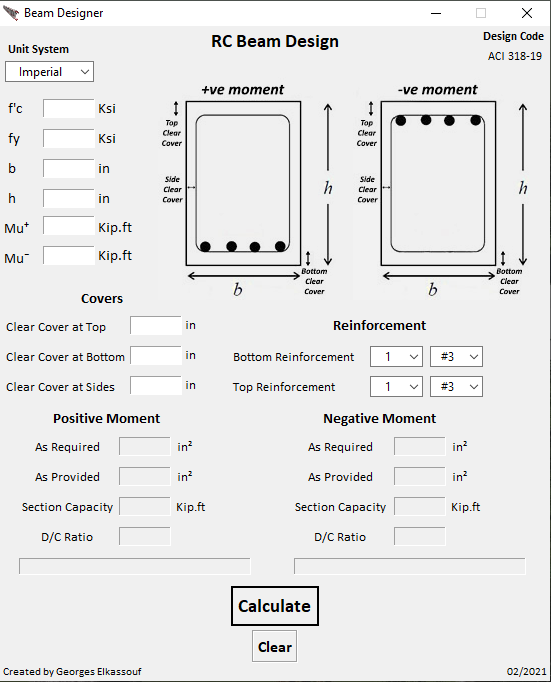 Beam Designer
Unit System
RC Beam Design
Design Code
ACI 318-19
Imperial
f'c Ksi
fy Ksi
b in
h in
Mu⁺ Kip.ft
Mu⁻ Kip.ft
+ve moment
Top
Clear
Cover
Side
Clear
Cover
h
b
Bottom
Clear
Cover
-ve moment
Top
Clear
Cover
Side
Clear
Cover
h
b
Bottom
Clear
Cover
Covers
Clear Cover at Top in
Clear Cover at Bottom in
Clear Cover at Sides in
Reinforcement
Bottom Reinforcement 1 #3
Top Reinforcement 1 #3
Positive Moment
As Required in²
As Provided in²
Section Capacity Kip.ft
D/C Ratio
Negative Moment
As Required in²
As Provided in²
Section Capacity Kip.ft
D/C Ratio
Calculate
Clear
Created by Georges Elkassouf
02/2021